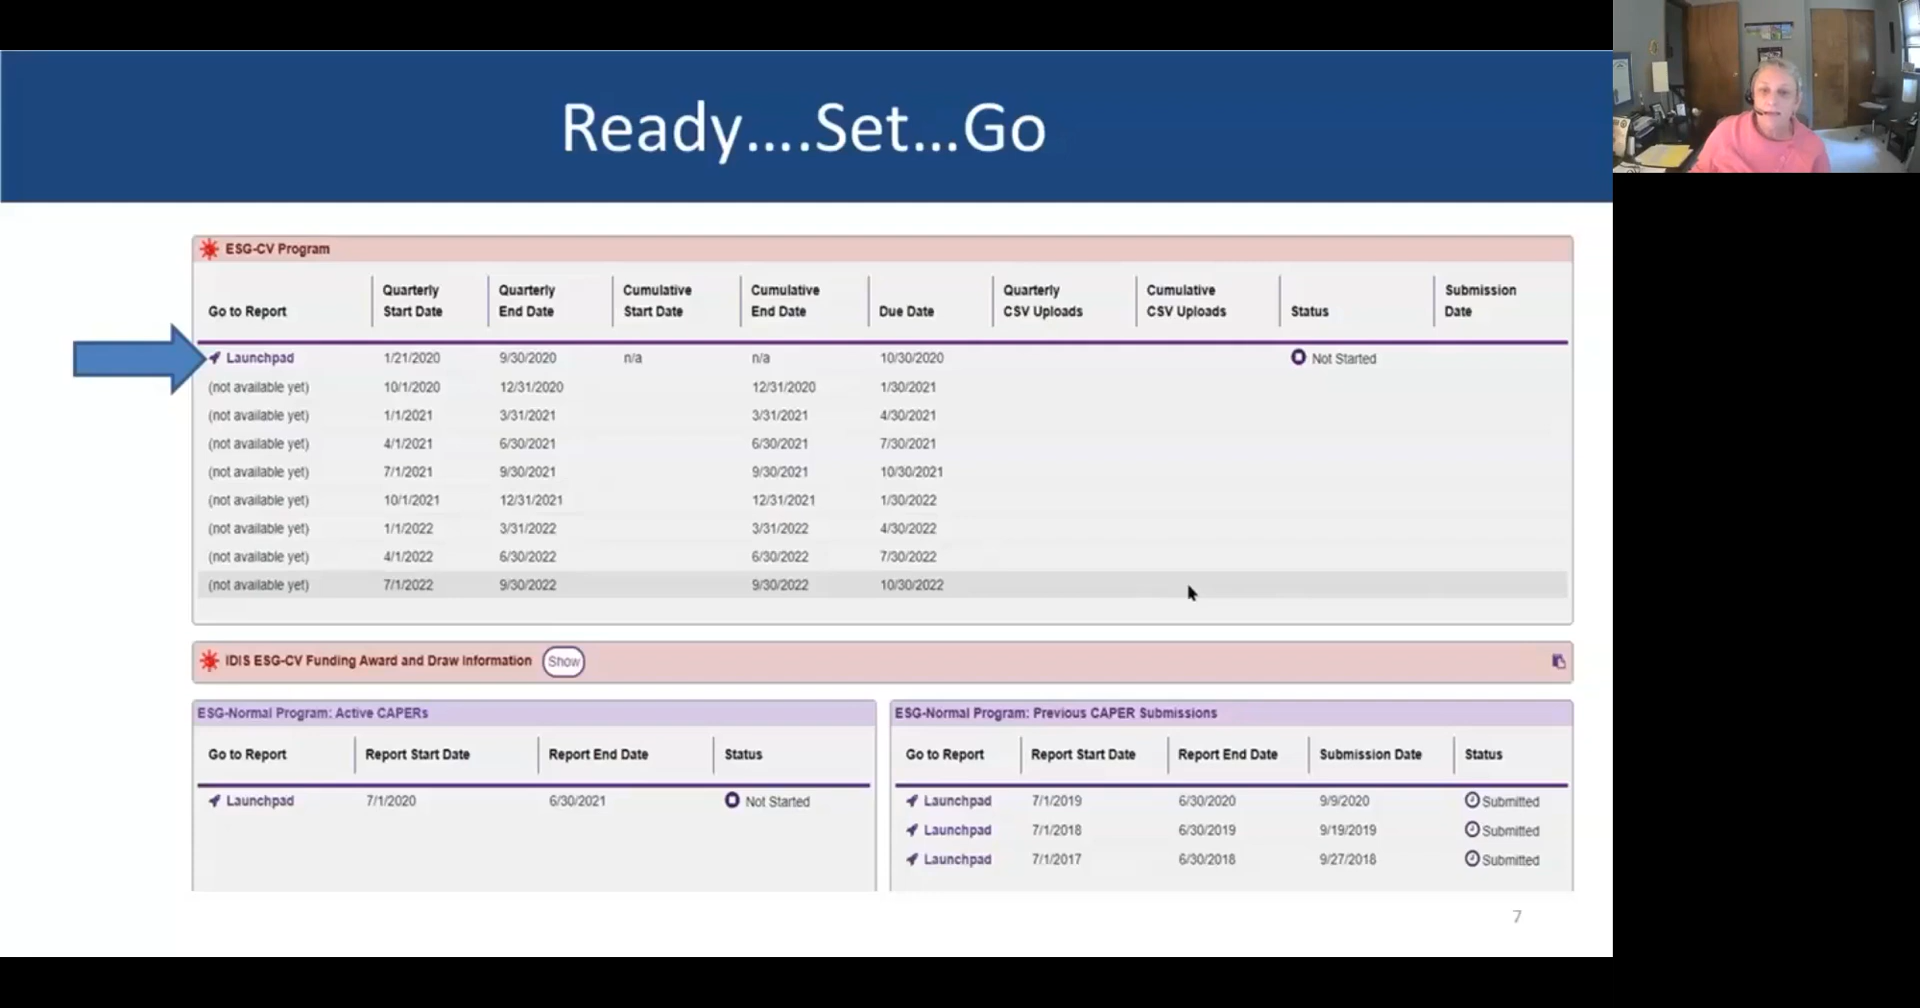 Ready....Set...Go
ESG-CV Program
Go to Report Quarterly Start Date Quarterly End Date Cumulative Start Date Cumulative End Date Due Date Quarterly CSV Uploads Cumulative CSV Uploads Status Submission Date
Launchpad 1/21/2020 9/30/2020 n/a n/a 10/30/2020 Not Started
(not available yet) 10/1/2020 12/31/2020 12/31/2020 1/30/2021
(not available yet) 1/1/2021 3/31/2021 3/31/2021 4/30/2021
(not available yet) 4/1/2021 6/30/2021 6/30/2021 7/30/2021
(not available yet) 7/1/2021 9/30/2021 9/30/2021 10/30/2021
(not available yet) 10/1/2021 12/31/2021 12/31/2021 1/30/2022
(not available yet) 1/1/2022 3/31/2022 3/31/2022 4/30/2022
(not available yet) 4/1/2022 6/30/2022 6/30/2022 7/30/2022
(not available yet) 7/1/2022 9/30/2022 9/30/2022 10/30/2022
IDIS ESG-CV Funding Award and Draw Information Show
ESG-Normal Program: Active CAPERs
Go to Report Report Start Date Report End Date Status
Launchpad 7/1/2020 6/30/2021 Not Started
ESG-Normal Program: Previous CAPER Submissions
Go to Report Report Start Date Report End Date Submission Date Status
Launchpad 7/1/2019 6/30/2020 9/9/2020 Submitted
Launchpad 7/1/2018 6/30/2019 9/19/2019 Submitted
Launchpad 7/1/2017 6/30/2018 9/27/2018 Submitted
7